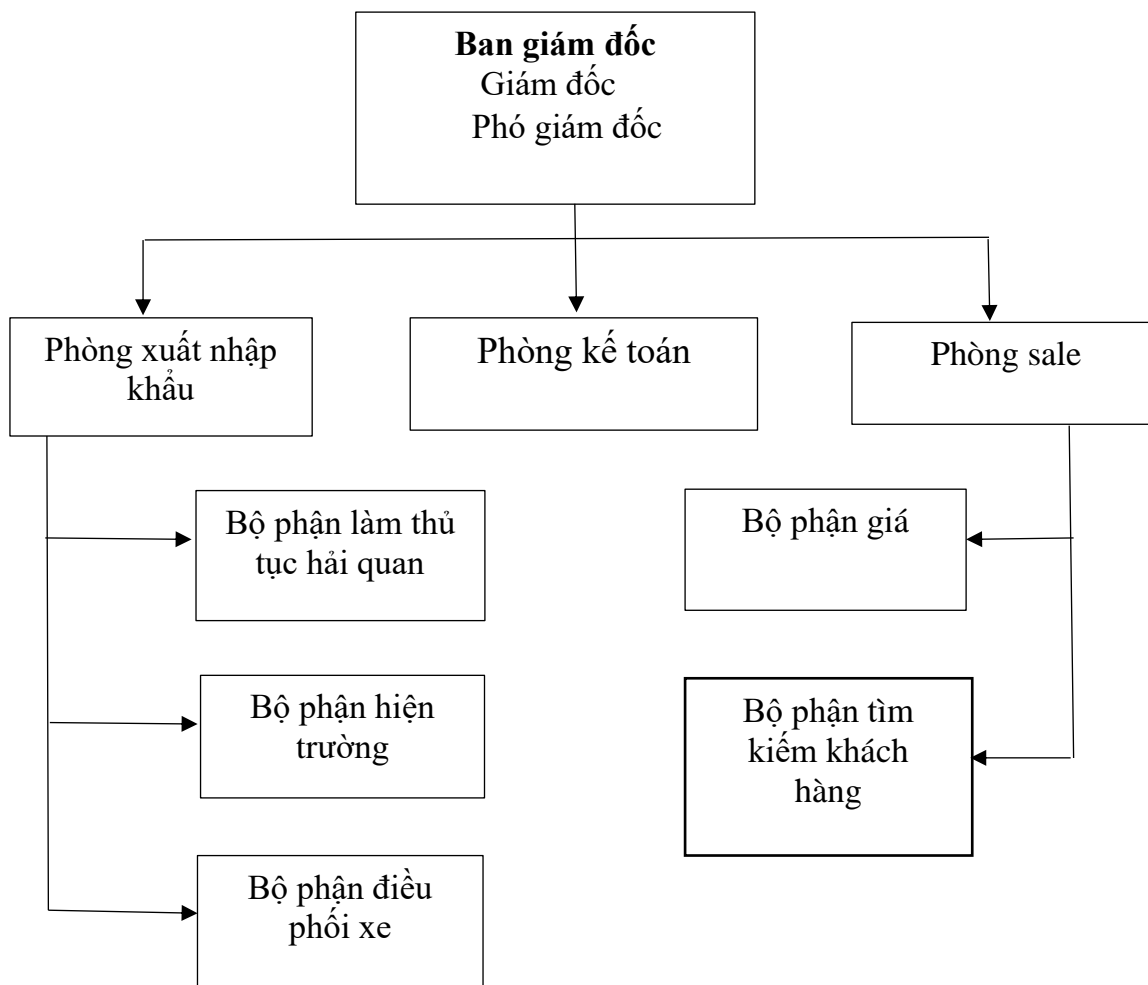 Ban giám đốc
Giám đốc
Phó giám đốc
Phòng xuất nhập
khẩu
Phòng kế toán
Phòng sale
Bộ phận làm thủ
tục hải quan
Bộ phận giá
Bộ phận hiện
trường
Bộ phận tìm
kiếm khách
hàng
Bộ phận điều
phối xe